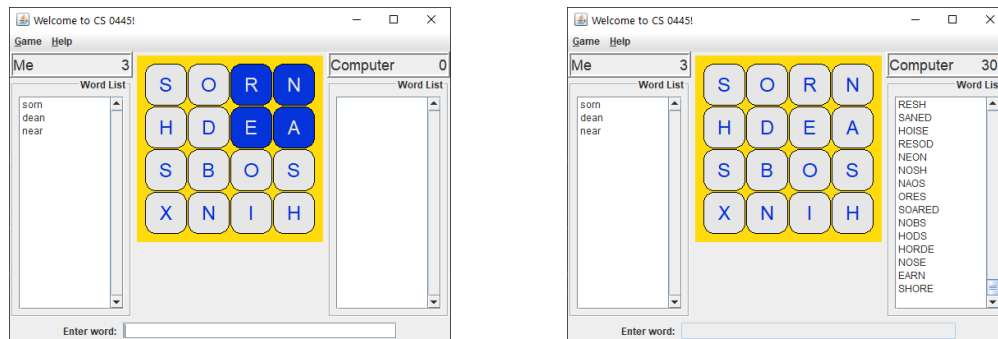 Welcome to CS 0445!
Game Help
Me 3
Computer 0
Word List
Word List
sorn
dean
near
S O R N
H D E A
S B O S
X N I H
Enter word:
Welcome to CS 0445!
Game Help
Me 3
Computer 30
Word List
Word List
sorn
dean
near
S O R N
H D E A
S B O S
X N I H
RESH
SANED
HOISE
RESOD
NEON
NOSH
NAOS
ORES
SOARED
NOBS
HODS
HORDE
NOSE
EARN
SHORE
Enter word: